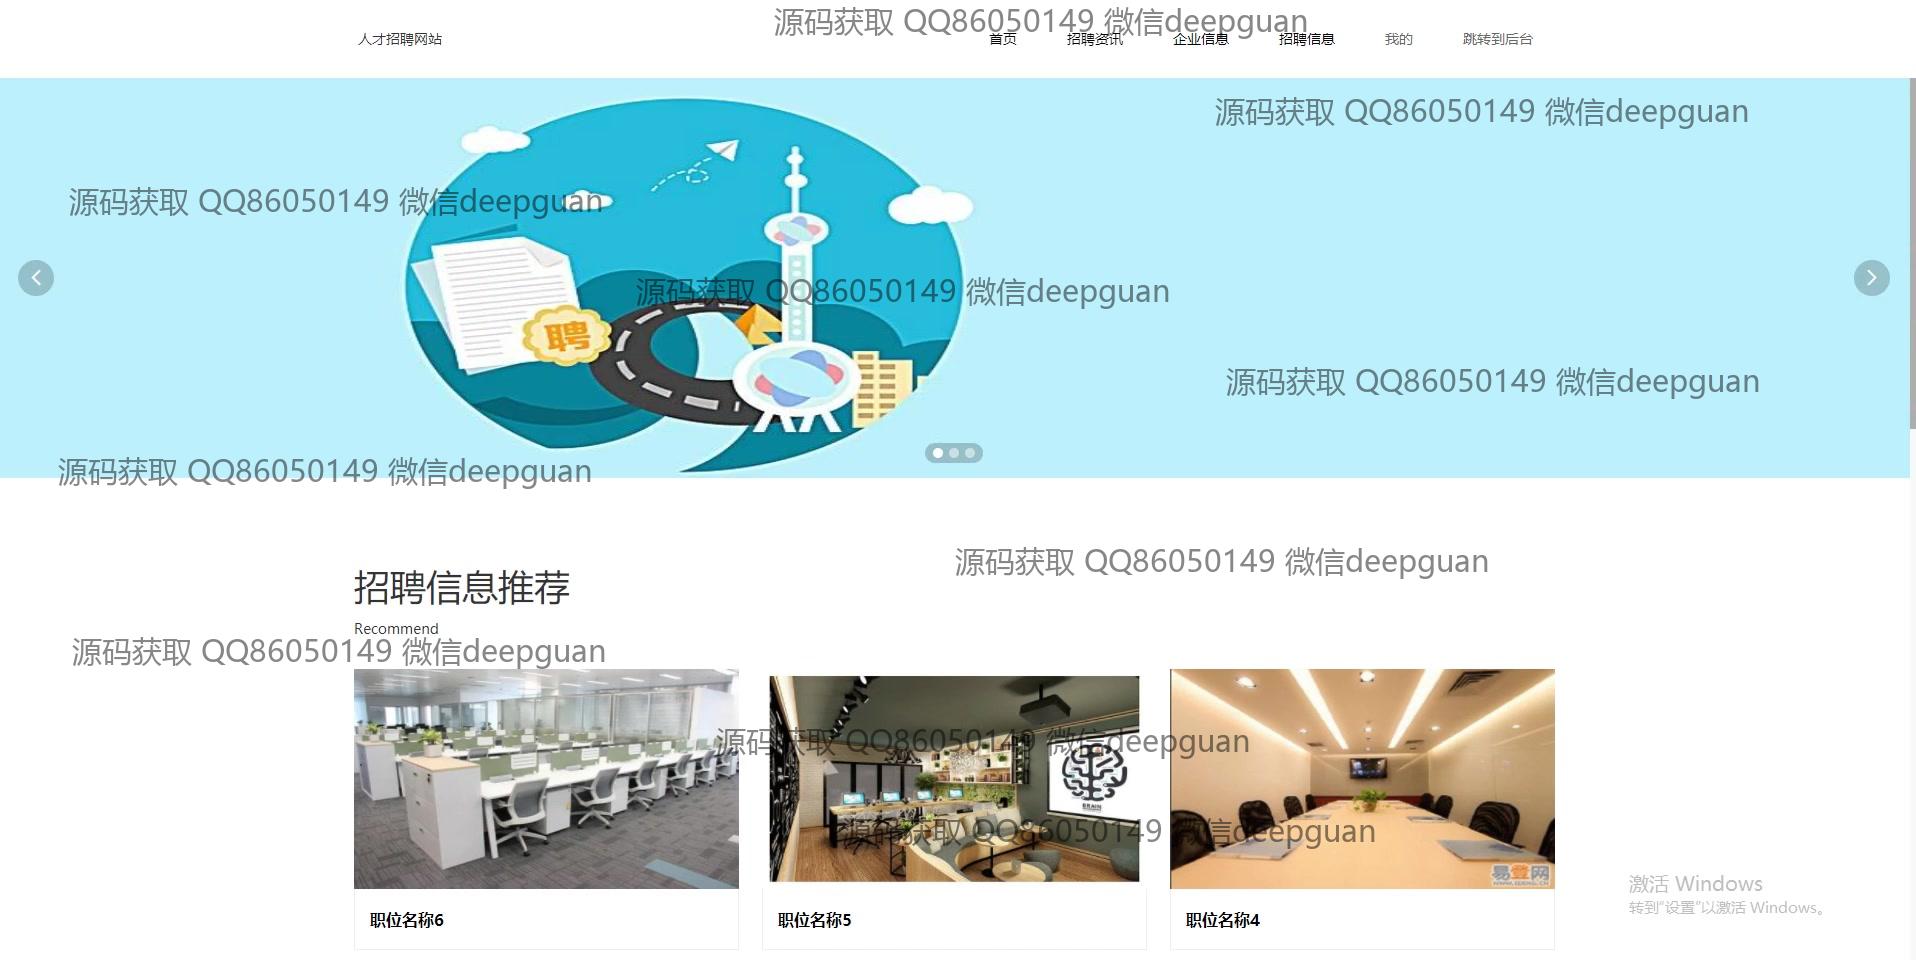 源码获取 QQ86050149 微信deepguan
人才招聘网站
首页
招聘资讯
企业信息
招聘信息
我的
跳转到后台
源码获取 QQ86050149 微信deepguan
源码获取 QQ86050149 微信deepguan
源码获取 QQ86050149 微信deepguan
聘
源码获取 QQ86050149 微信deepguan
源码获取 QQ86050149 微信deepguan
源码获取 QQ86050149 微信deepguan
招聘信息推荐
Recommend
源码获取 QQ86050149 微信deepguan
源码获取 QQ86050149 微信deepguan
BRAIN
源码获取 QQ86050149 微信deepguan
易登网
职位名称6
职位名称5
职位名称4
激活 Windows
转到"设置"以激活 Windows。